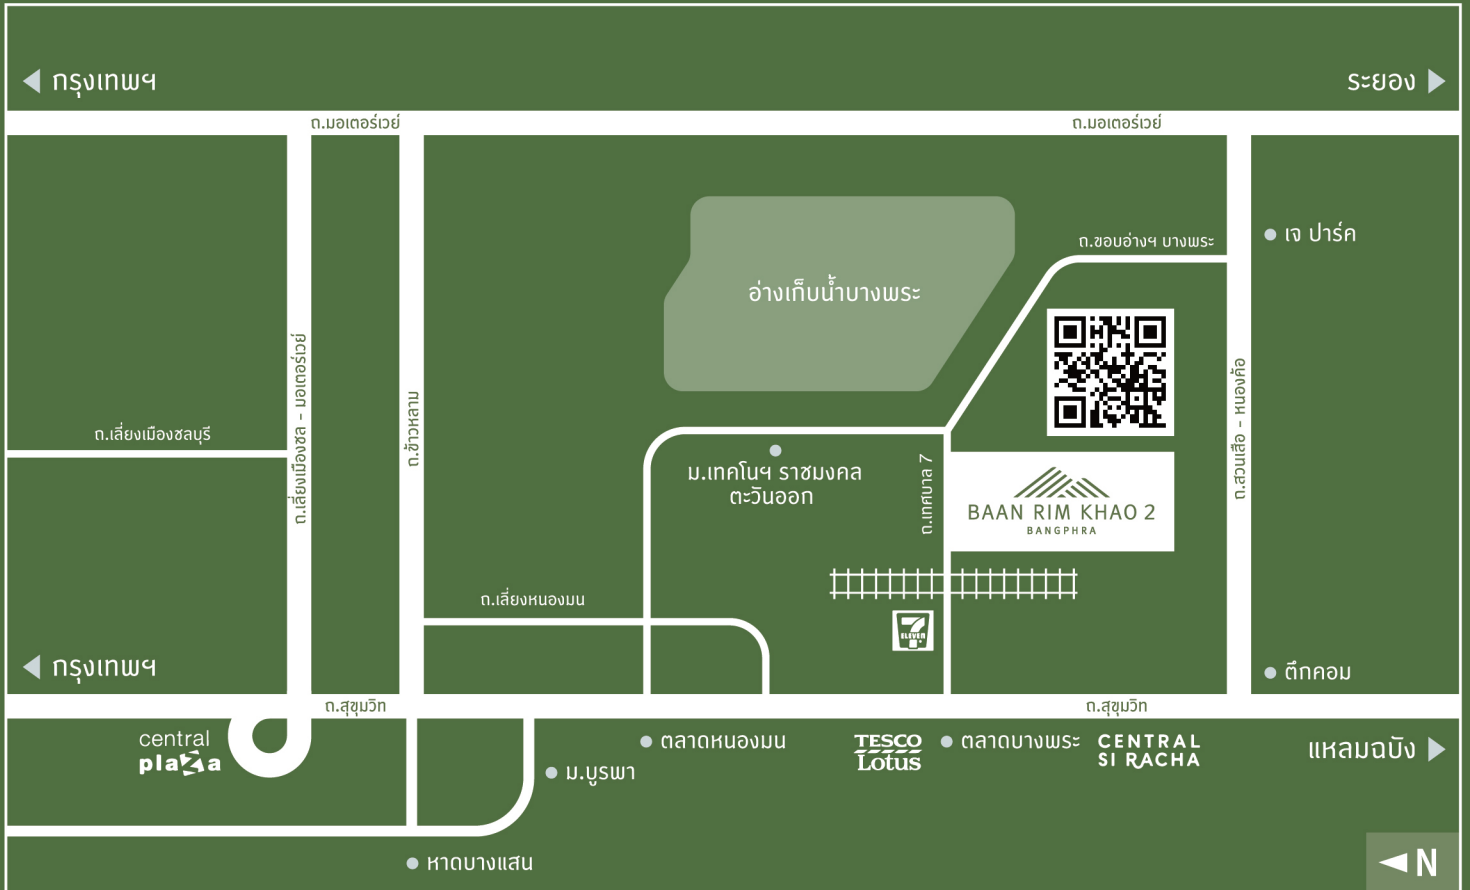 กรุงเทพฯ
ระยอง
ถ.มอเตอร์เวย์
ถ.มอเตอร์เวย์
เจ ปาร์ค
ถ.ขอบอ่างฯ บางพระ
อ่างเก็บน้ำบางพระ
ถ.เลี่ยงเมืองชล - มอเตอร์เวย์
ถ.ข้าวหลาม
ถ.สวนเสือ - หนองค้อ
ถ.เลี่ยงเมืองชลบุรี
ม.เทคโนฯ ราชมงคล
ตะวันออก
ถ.เทศบาล 7
BAAN RIM KHAO 2
BANGPHRA
ถ.เลี่ยงหนองมน
7
ELEVEN
กรุงเทพฯ
ตึกคอม
ถ.สุขุมวิท
ถ.สุขุมวิท
central
plaZa
ตลาดหนองมน
TESCO
Lotus
ตลาดบางพระ
CENTRAL
SI RACHA
แหลมฉบัง
ม.บูรพา
หาดบางแสน
N